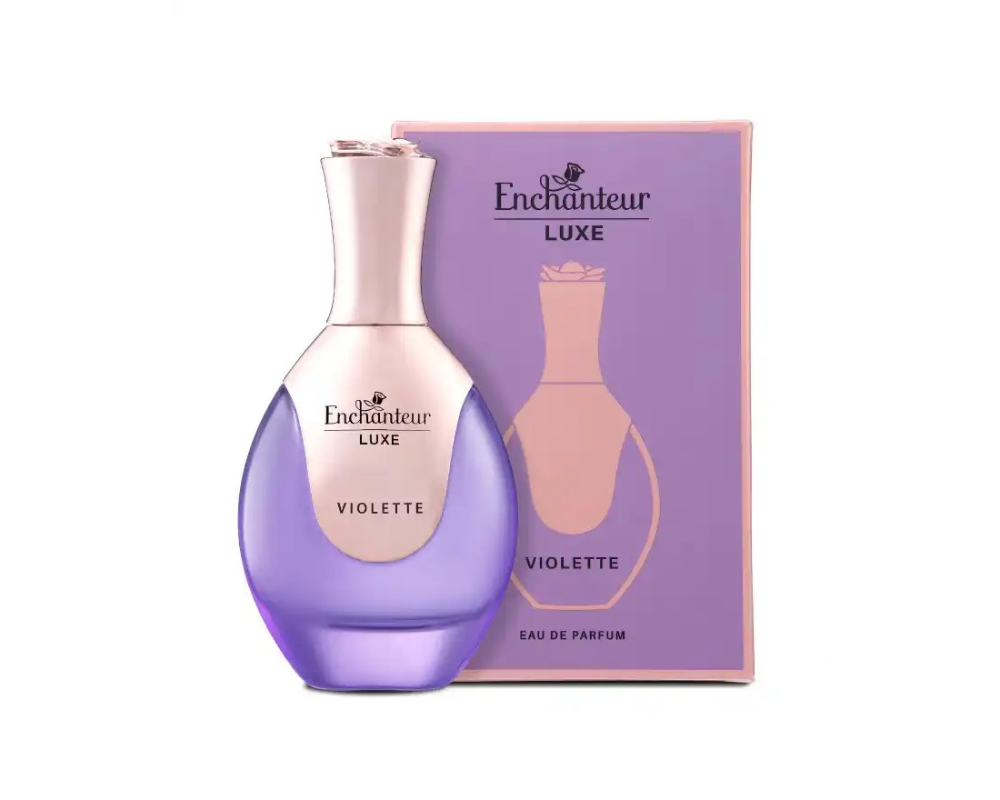 Enchanteur
LUXE
VIOLETTE
Enchanteur
LUXE
VIOLETTE
EAU DE PARFUM